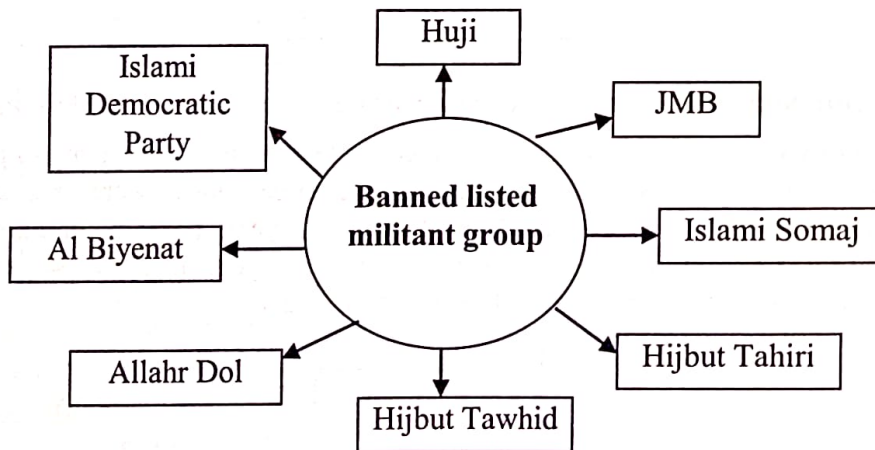 Huji
Islami
Democratic
Party
JMB
Banned listed
militant group
Al Biyenat
Islami Somaj
Allahr Dol
Hijbut Tahiri
Hijbut Tawhid